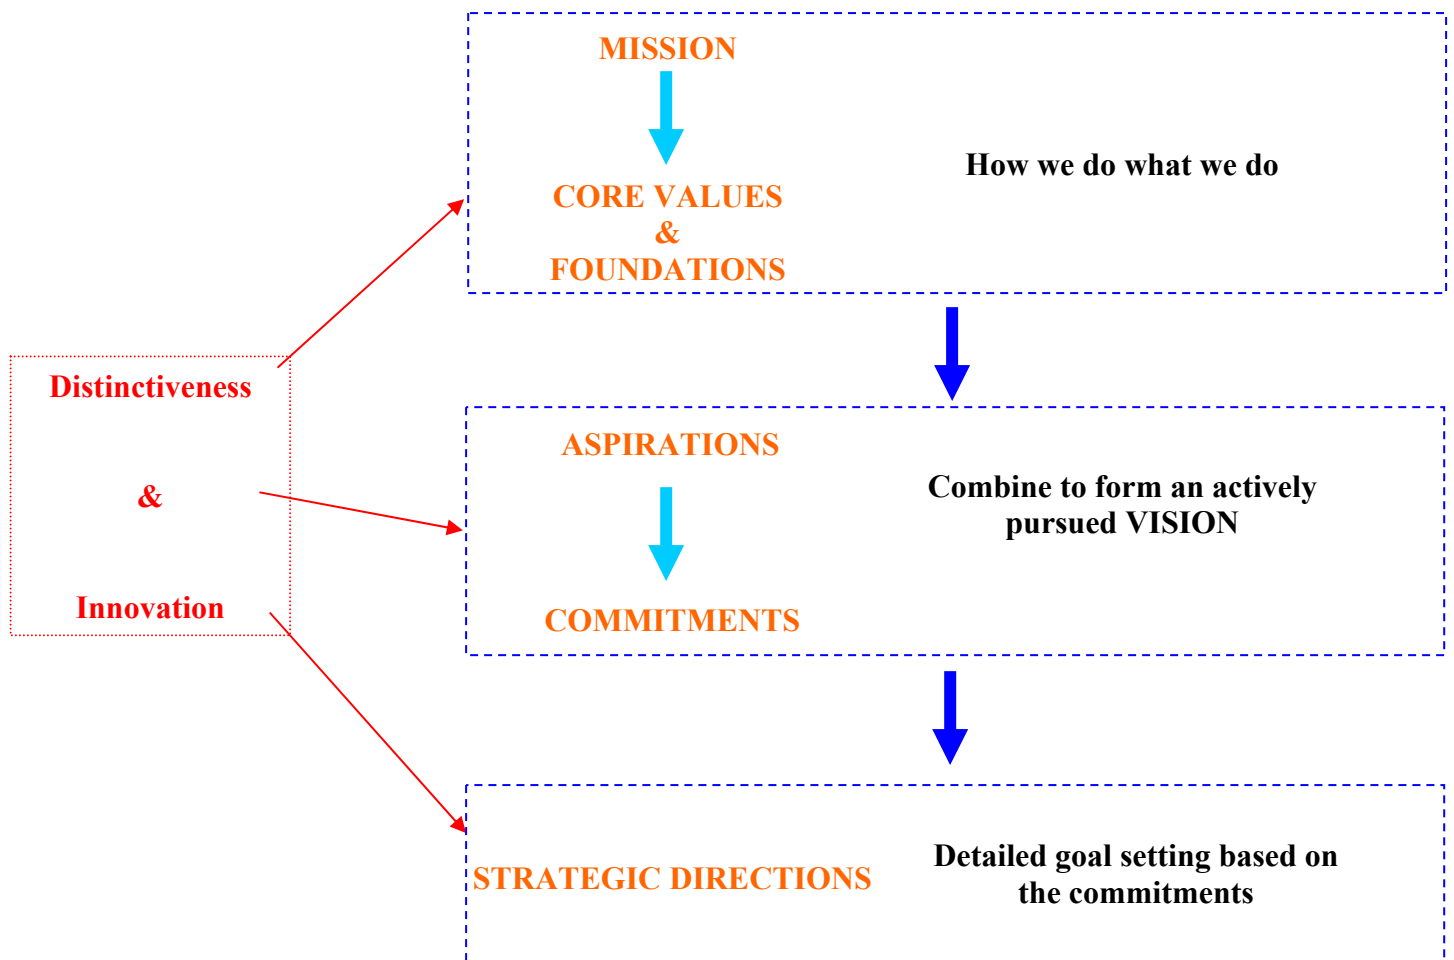 MISSION
How we do what we do
CORE VALUES
&
FOUNDATIONS
Distinctiveness
&
Innovation
ASPIRATIONS
Combine to form an actively
pursued VISION
COMMITMENTS
STRATEGIC DIRECTIONS
Detailed goal setting based on
the commitments